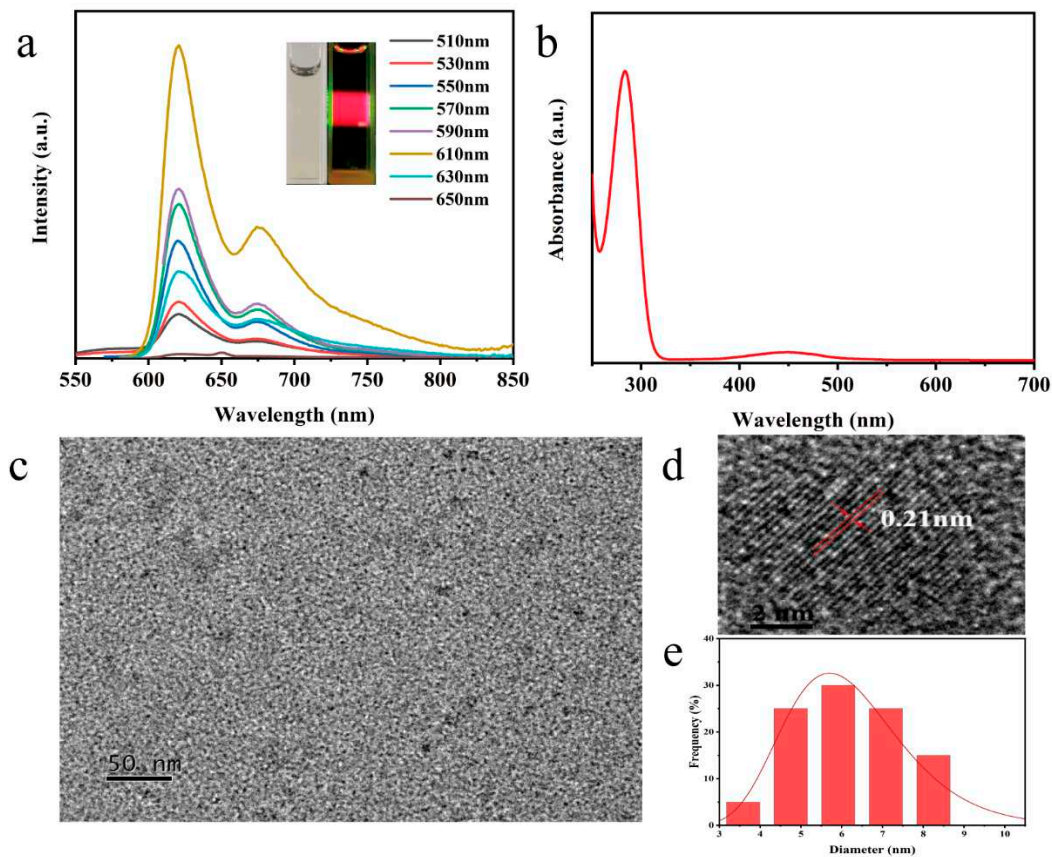 a
510nm
530nm
550nm
570nm
590nm
610nm
630nm
650nm
Intensity (a.u.)
550 600 650 700 750 800 850
Wavelength (nm)
b
Absorbance (a.u.)
300 400 500 600 700
Wavelength (nm)
c
50 nm
d
0.21nm
3 nm
e
40
30
20
10
0
Frequency (%)
3 4 5 6 7 8 9 10
Diameter (nm)